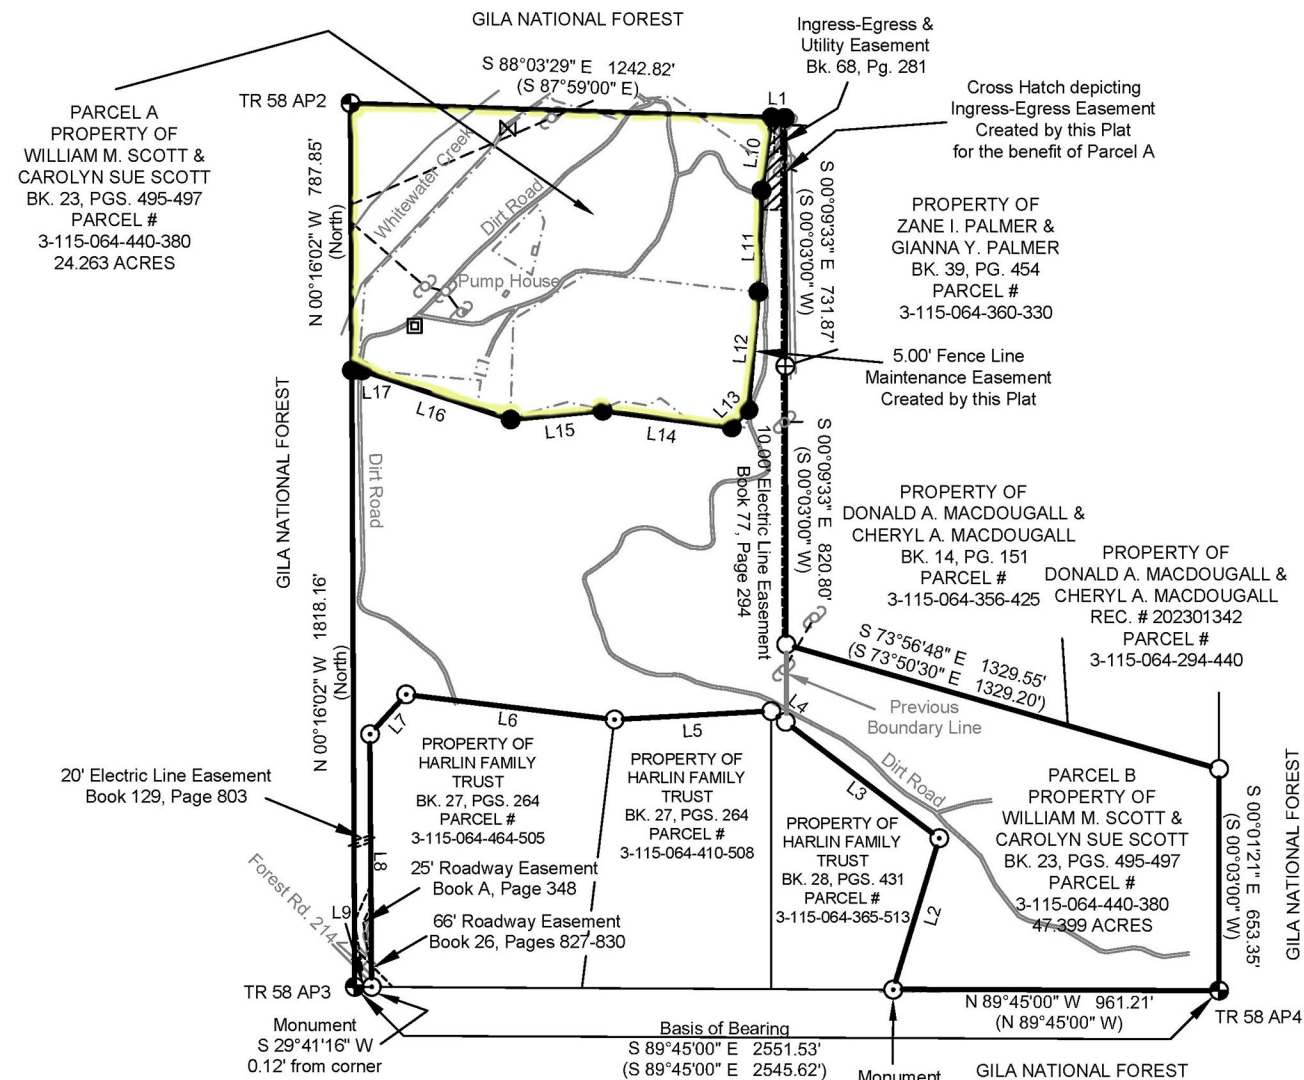 GILA NATIONAL FOREST
S 88°03'29" E 1242.82'
(S 87°59'00" E)
TR 58 AP2
L1
Ingress-Egress &
Utility Easement
Bk. 68, Pg. 281
Cross Hatch depicting
Ingress-Egress Easement
Created by this Plat
for the benefit of Parcel A
PARCEL A
PROPERTY OF
WILLIAM M. SCOTT &
CAROLYN SUE SCOTT
BK. 23, PGS. 495-497
PARCEL #
3-115-064-440-380
24.263 ACRES
N 00°16'02" W 787.85'
(North)
Whitewater Creek
Dirt Road
Pump House
L10
L11
L12
L13
L14
L15
L16
L17
S 00°09'33" E 731.87'
(S 00°03'00" W)
PROPERTY OF
ZANE I. PALMER &
GIANNA Y. PALMER
BK. 39, PG. 454
PARCEL #
3-115-064-360-330
5.00' Fence Line
Maintenance Easement
Created by this Plat
GILA NATIONAL FOREST
Dirt Road
10.00' Electric Line Easement
Book 77, Page 294
S 00°09'33" E 820.80'
(S 00°03'00" W)
PROPERTY OF
DONALD A. MACDOUGALL &
CHERYL A. MACDOUGALL
BK. 14, PG. 151
PARCEL #
3-115-064-356-425
PROPERTY OF
DONALD A. MACDOUGALL &
CHERYL A. MACDOUGALL
REC. # 202301342
PARCEL #
3-115-064-294-440
N 00°16'02" W 1818.16'
(North)
S 73°56'48" E 1329.55'
(S 73°50'30" E 1329.20')
Previous
Boundary Line
L7
L6
L5
L4
L3
L2
L8
L9
PROPERTY OF
HARLIN FAMILY
TRUST
BK. 27, PGS. 264
PARCEL #
3-115-064-464-505
PROPERTY OF
HARLIN FAMILY
TRUST
BK. 27, PGS. 264
PARCEL #
3-115-064-410-508
PROPERTY OF
HARLIN FAMILY
TRUST
BK. 28, PGS. 431
PARCEL #
3-115-064-365-513
Dirt Road
PARCEL B
PROPERTY OF
WILLIAM M. SCOTT &
CAROLYN SUE SCOTT
BK. 23, PGS. 495-497
PARCEL #
3-115-064-440-380
47.399 ACRES
S 00°01'21" E 653.35'
(S 00°03'00" W)
GILA NATIONAL FOREST
20' Electric Line Easement
Book 129, Page 803
25' Roadway Easement
Book A, Page 348
66' Roadway Easement
Book 26, Pages 827-830
Forest Rd. 214
TR 58 AP3
Monument
S 29°41'16" W
0.12' from corner
Basis of Bearing
S 89°45'00" E 2551.53'
(S 89°45'00" E 2545.62')
N 89°45'00" W 961.21'
(N 89°45'00" W)
TR 58 AP4
Monument
GILA NATIONAL FOREST